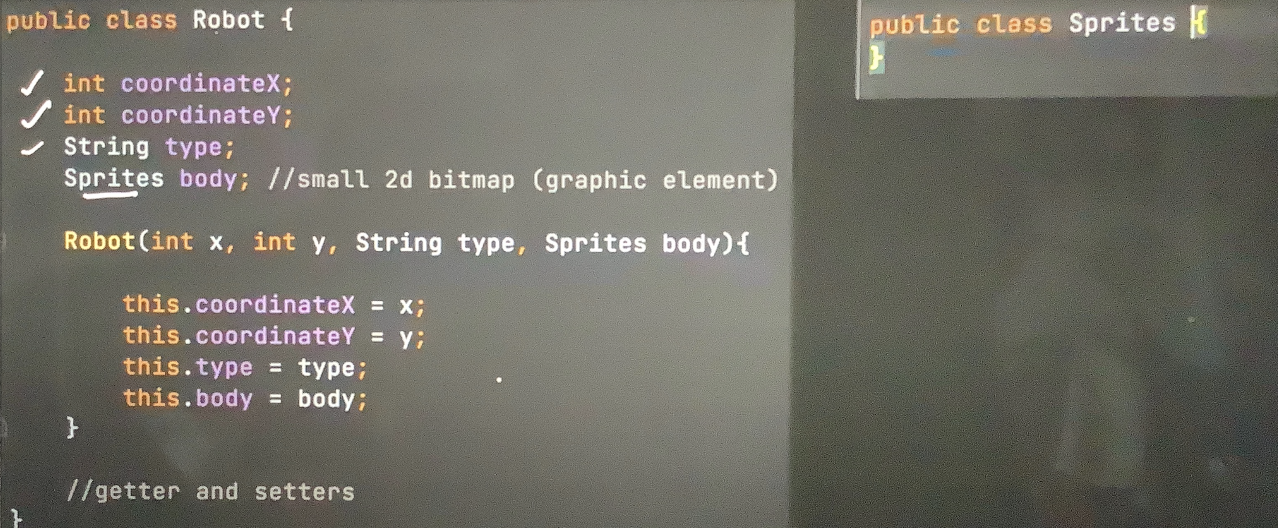 public class Robot {
int coordinateX;
int coordinateY;
String type;
Sprites body; //small 2d bitmap (graphic element)
Robot(int x, int y, String type, Sprites body){
this.coordinateX = x;
this.coordinateY = y;
this.type = type;
this.body = body;
}
//getter and setters
}
public class Sprites {
}